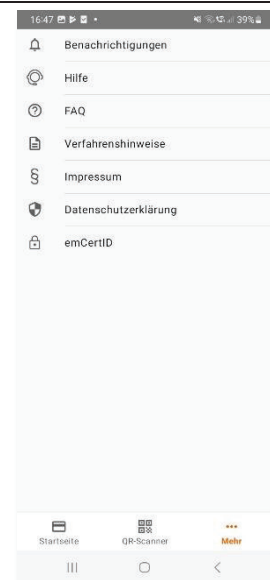 16:47
39%
Benachrichtigungen
Hilfe
FAQ
Verfahrenshinweise
§
Impressum
Datenschutzerklärung
emCertID
Startseite
QR-Scanner
Mehr